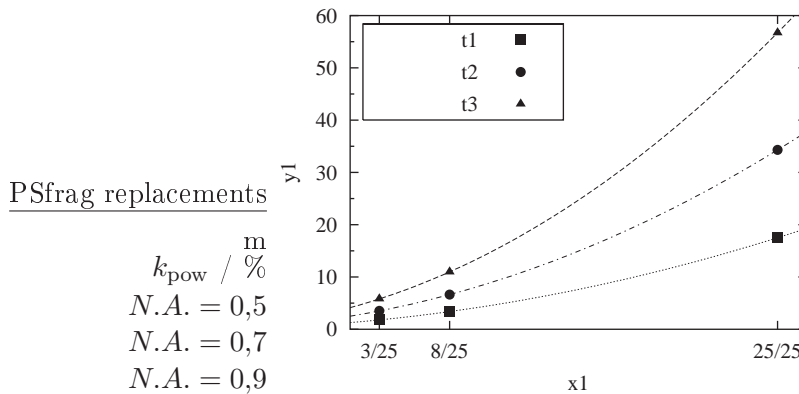 PSfrag replacements
m
k_pow / %
N.A. = 0,5
N.A. = 0,7
N.A. = 0,9
60
50
40
30
20
10
0
y1
t1
t2
t3
3/25 8/25 25/25
x1